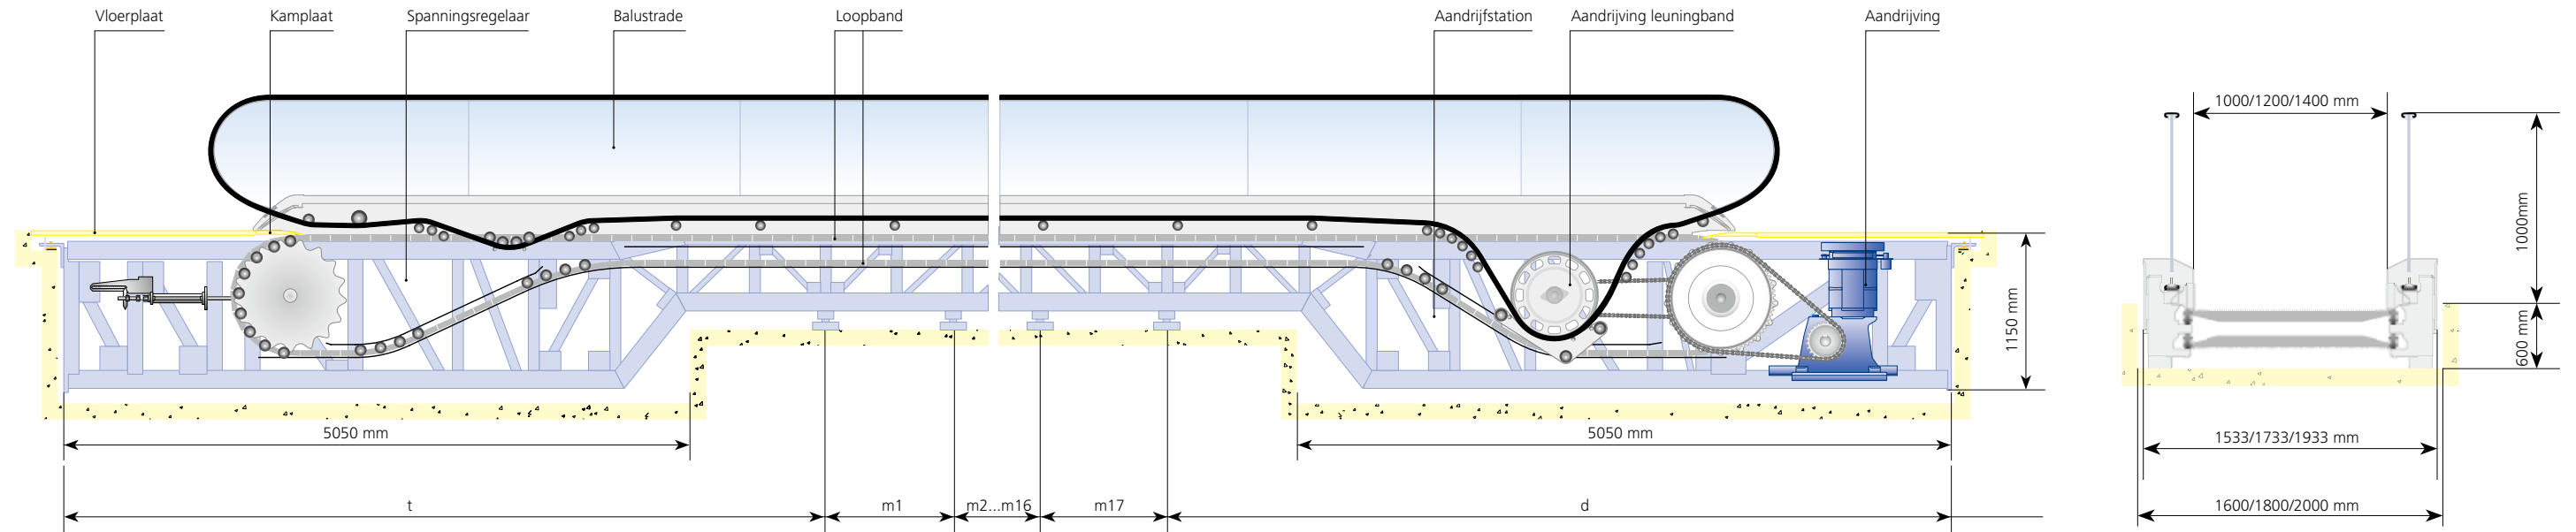 Vloerplaat
Kamplaat
Spanningsregelaar
Balustrade
Loopband
Aandrijfstation
Aandrijving leuningband
Aandrijving
1000/1200/1400 mm
1000mm
1150 mm
600 mm
5050 mm
5050 mm
1533/1733/1933 mm
t
m1
m2...m16
m17
d
1600/1800/2000 mm